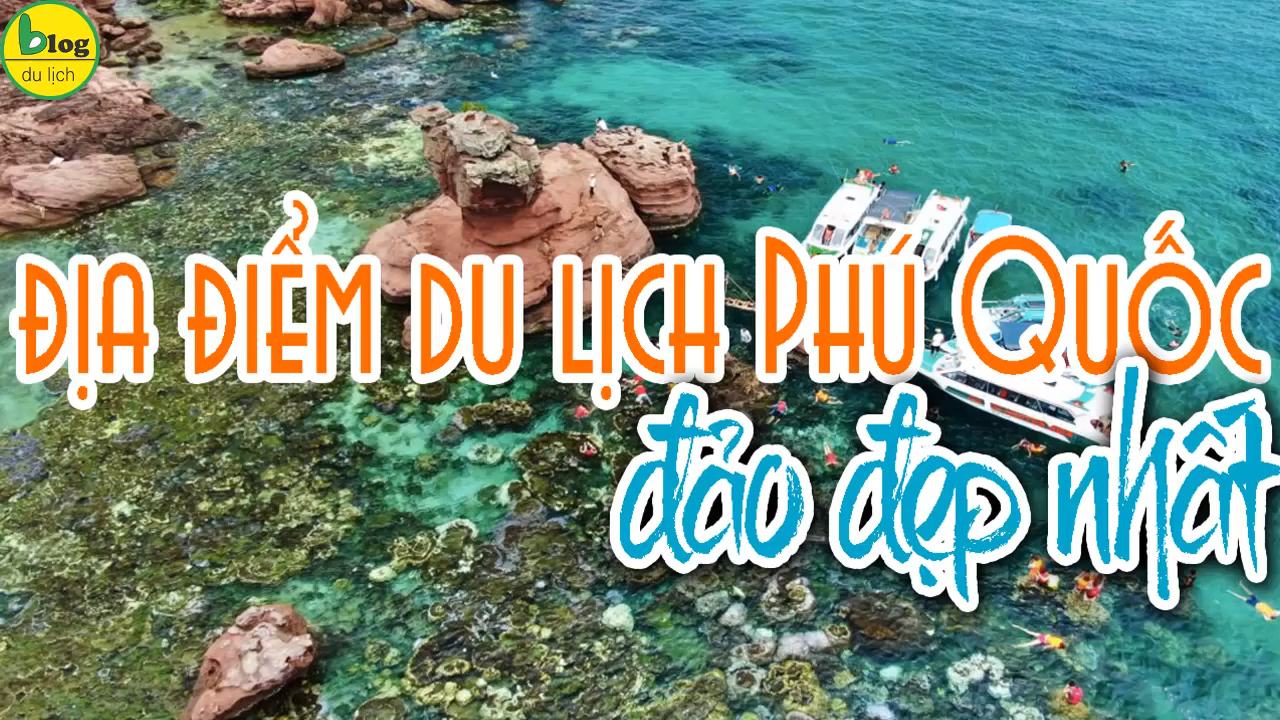 blog
du lịch
ĐỊA ĐIỂM DU LỊCH PHÚ QUỐC
đảo đẹp nhất